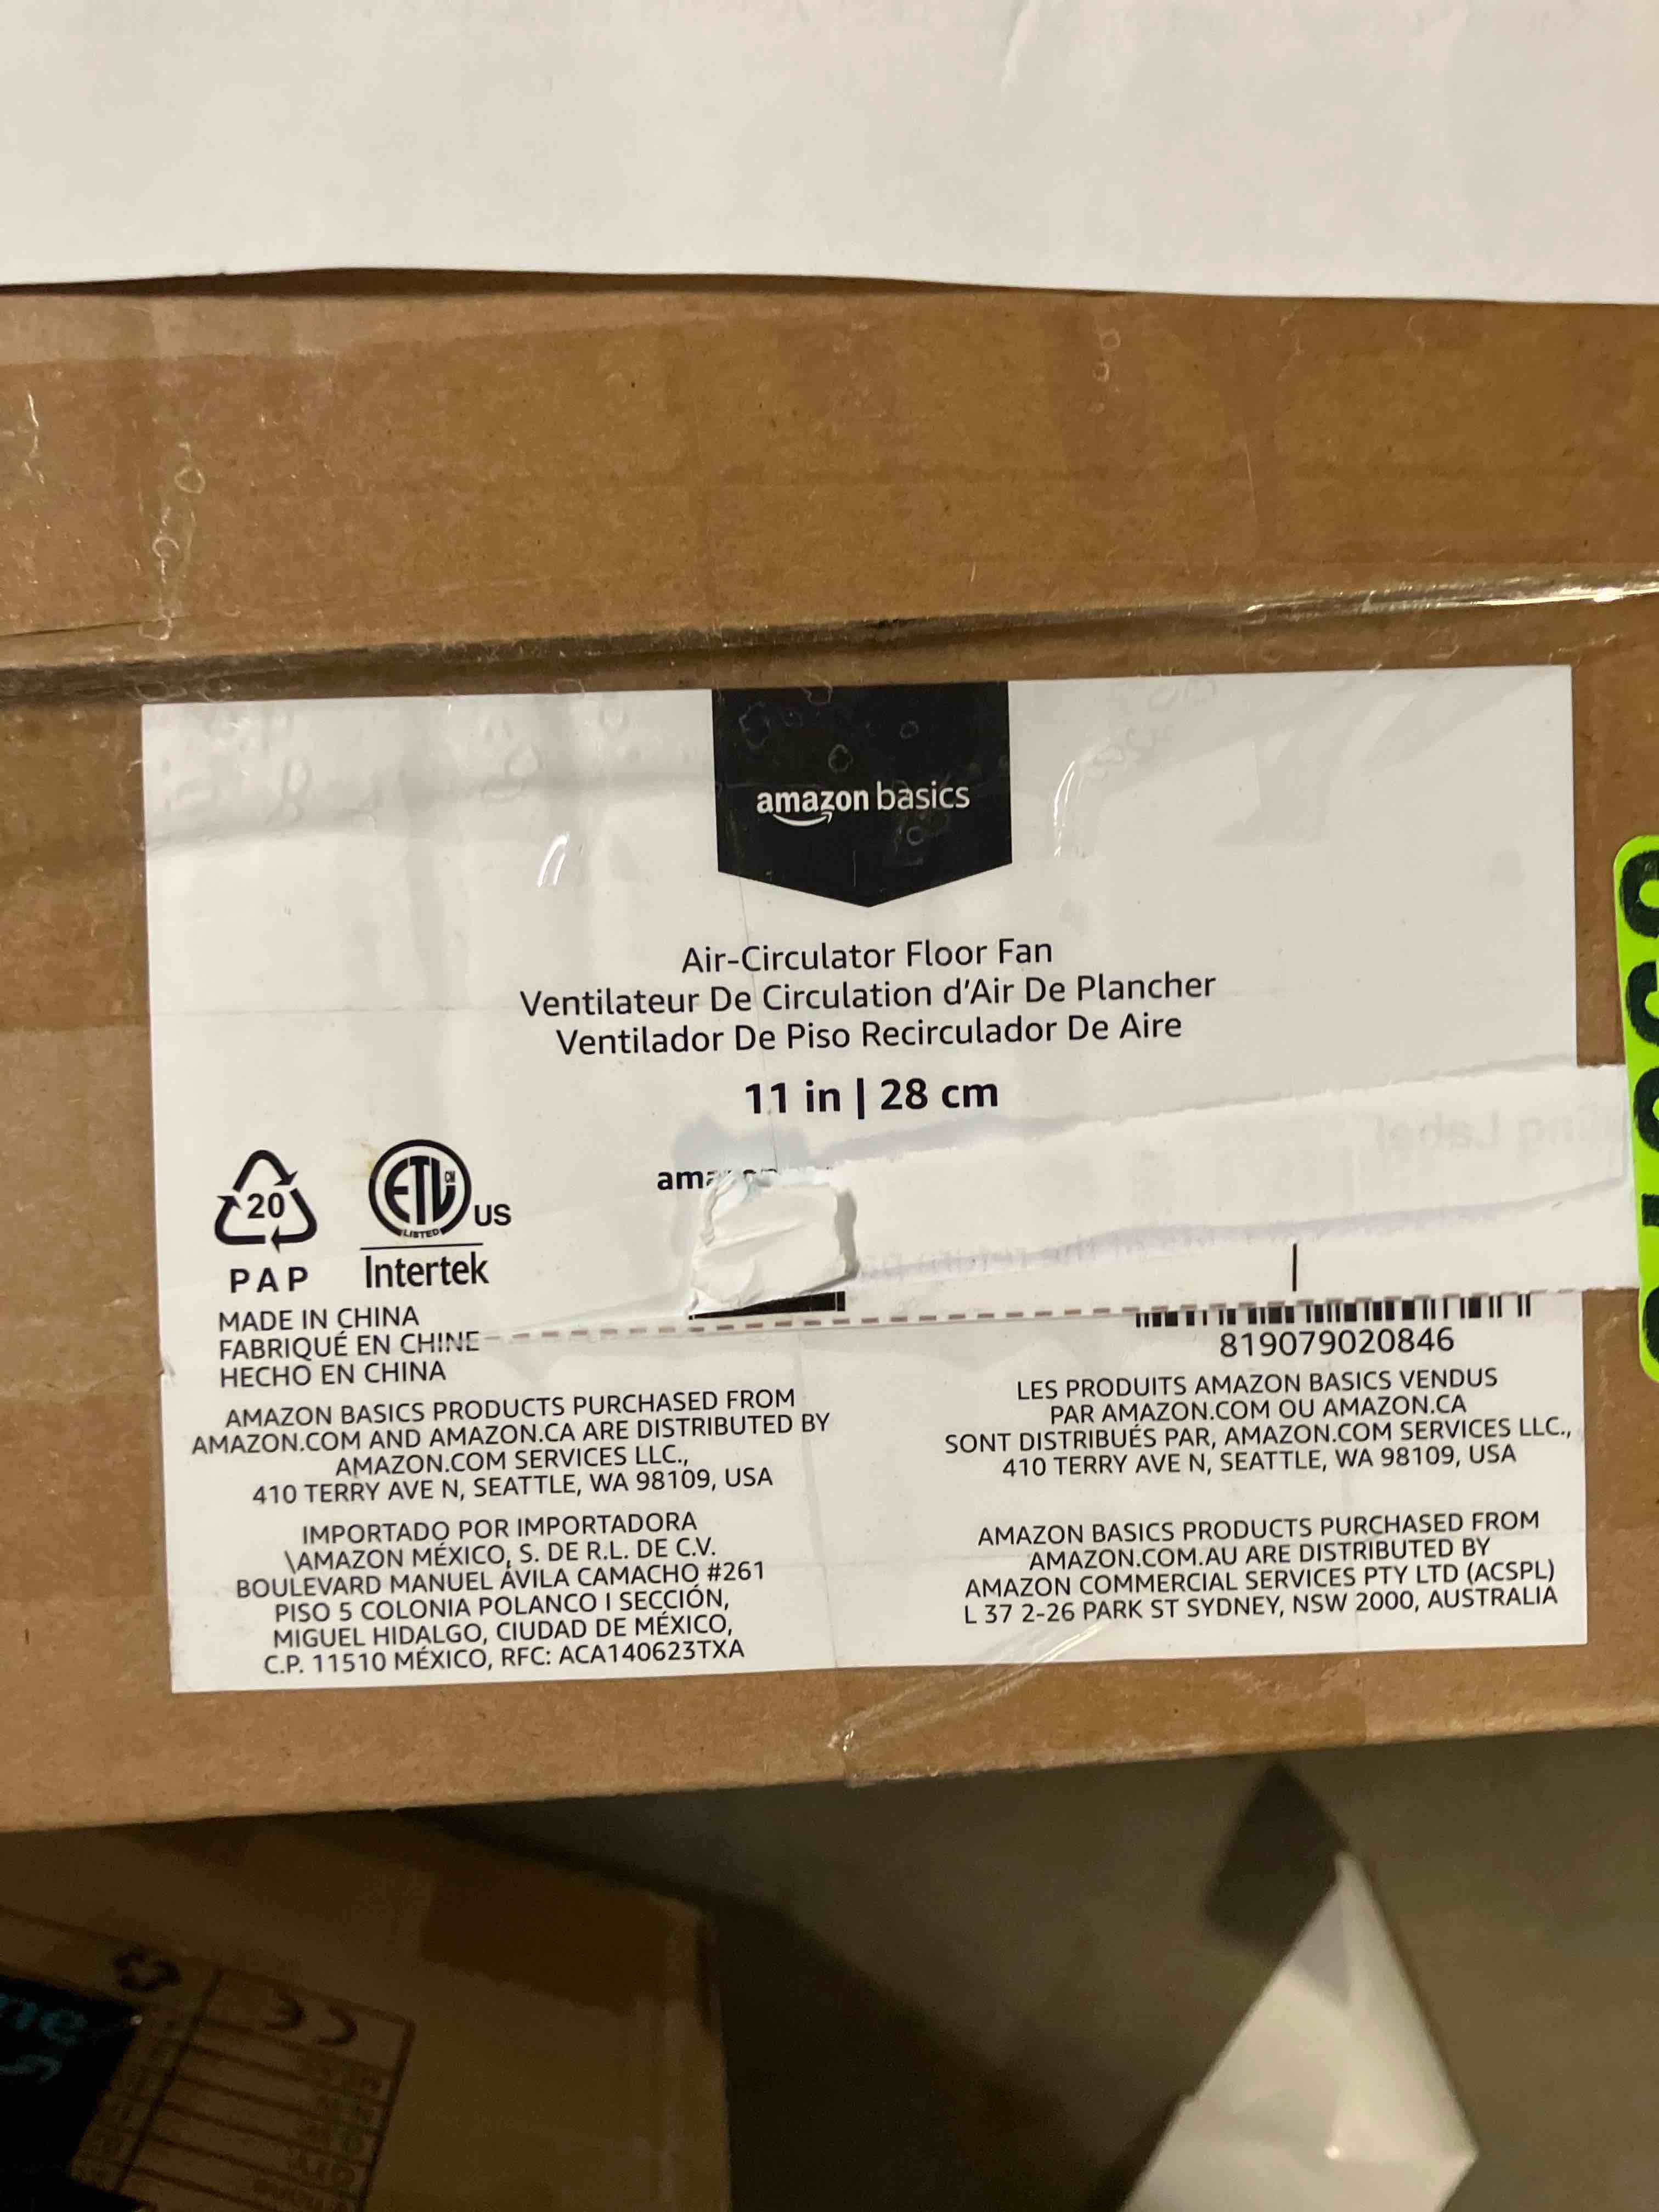 amazon basics
Air-Circulator Floor Fan
Ventilateur De Circulation d'Air De Plancher
Ventilador De Piso Recirculador De Aire
11 in | 28 cm
20
PAP
ETL
LISTED
US
Intertek
MADE IN CHINA
FABRIQUÉ EN CHINE
HECHO EN CHINA
819079020846
AMAZON BASICS PRODUCTS PURCHASED FROM
AMAZON.COM AND AMAZON.CA ARE DISTRIBUTED BY
AMAZON.COM SERVICES LLC.,
410 TERRY AVE N, SEATTLE, WA 98109, USA
IMPORTADO POR IMPORTADORA
\AMAZON MÉXICO, S. DE R.L. DE C.V.
BOULEVARD MANUEL ÁVILA CAMACHO #261
PISO 5 COLONIA POLANCO I SECCIÓN,
MIGUEL HIDALGO, CIUDAD DE MÉXICO,
C.P. 11510 MÉXICO, RFC: ACA140623TXA
LES PRODUITS AMAZON BASICS VENDUS
PAR AMAZON.COM OU AMAZON.CA
SONT DISTRIBUÉS PAR, AMAZON.COM SERVICES LLC.,
410 TERRY AVE N, SEATTLE, WA 98109, USA
AMAZON BASICS PRODUCTS PURCHASED FROM
AMAZON.COM.AU ARE DISTRIBUTED BY
AMAZON COMMERCIAL SERVICES PTY LTD (ACSPL)
L 37 2-26 PARK ST SYDNEY, NSW 2000, AUSTRALIA